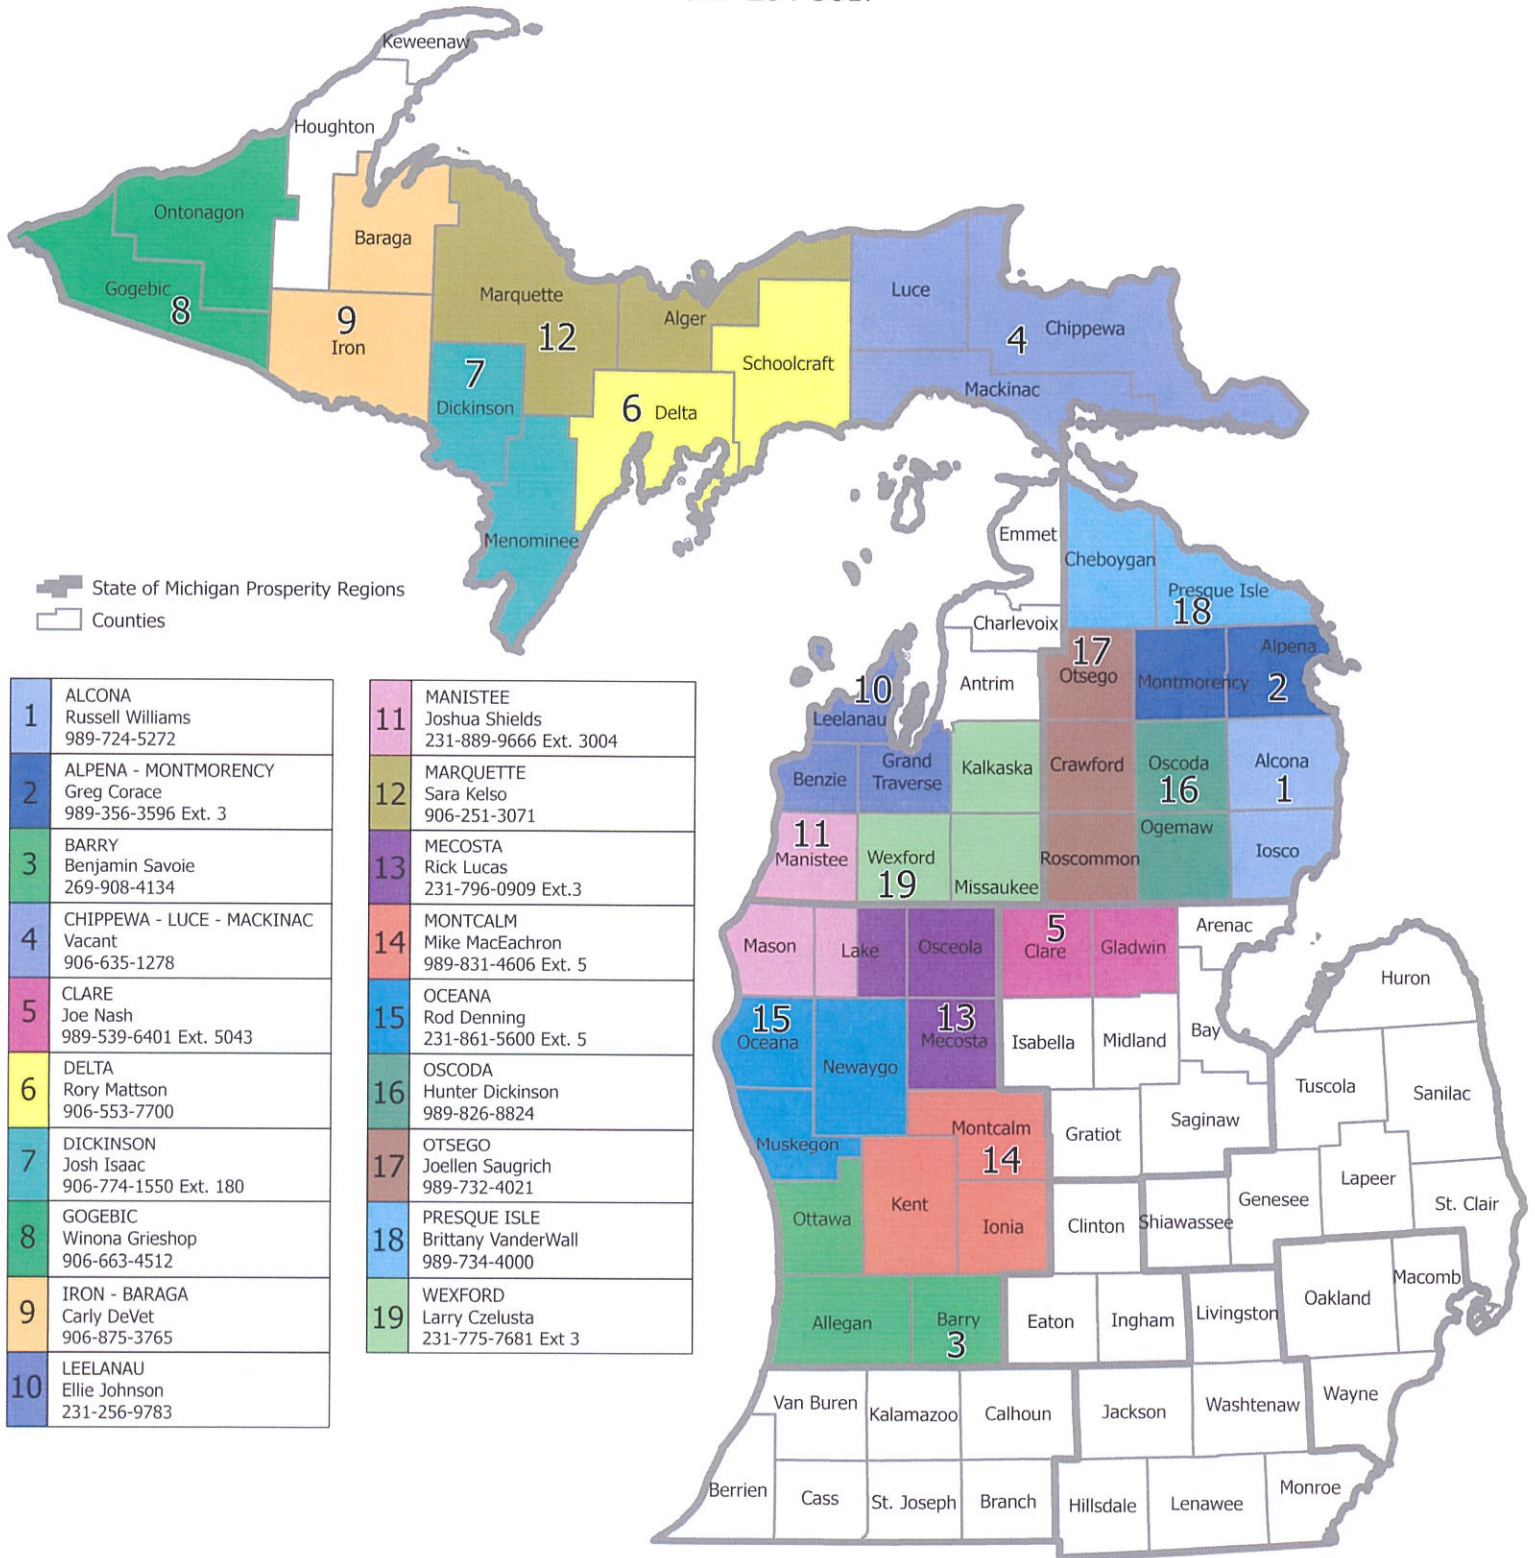 Keweenaw
Houghton
Ontonagon
Baraga
Gogebic
8
9
Iron
Marquette
12
Alger
Luce
4
Chippewa
7
Dickinson
Schoolcraft
Mackinac
6
Delta
Menominee
Emmet
Cheboygan
Presque Isle
18
State of Michigan Prosperity Regions
Counties
Charlevoix
17
Otsego
Alpena
Montmorency
2
Antrim
10
Leelanau
Benzie
Grand
Traverse
Kalkaska
Crawford
Oscoda
16
Alcona
1
11
Manistee
Wexford
19
Missaukee
Roscommon
Ogemaw
Iosco
Mason
Lake
Osceola
5
Clare
Gladwin
Arenac
Huron
15
Oceana
Newaygo
13
Mecosta
Isabella
Midland
Bay
Tuscola
Sanilac
Muskegon
Montcalm
14
Gratiot
Saginaw
Ottawa
Kent
Ionia
Clinton
Shiawassee
Genesee
Lapeer
St. Clair
Allegan
Barry
3
Eaton
Ingham
Livingston
Oakland
Macomb
Van Buren
Kalamazoo
Calhoun
Jackson
Washtenaw
Wayne
Berrien
Cass
St. Joseph
Branch
Hillsdale
Lenawee
Monroe
1
ALCONA
Russell Williams
989-724-5272
2
ALPENA - MONTMORENCY
Greg Corace
989-356-3596 Ext. 3
3
BARRY
Benjamin Savoie
269-908-4134
4
CHIPPEWA - LUCE - MACKINAC
Vacant
906-635-1278
5
CLARE
Joe Nash
989-539-6401 Ext. 5043
6
DELTA
Rory Mattson
906-553-7700
7
DICKINSON
Josh Isaac
906-774-1550 Ext. 180
8
GOGEBIC
Winona Grieshop
906-663-4512
9
IRON - BARAGA
Carly DeVet
906-875-3765
10
LEELANAU
Ellie Johnson
231-256-9783
11
MANISTEE
Joshua Shields
231-889-9666 Ext. 3004
12
MARQUETTE
Sara Kelso
906-251-3071
13
MECOSTA
Rick Lucas
231-796-0909 Ext.3
14
MONTCALM
Mike MacEachron
989-831-4606 Ext. 5
15
OCEANA
Rod Denning
231-861-5600 Ext. 5
16
OSCODA
Hunter Dickinson
989-826-8824
17
OTSEGO
Joellen Saugrich
989-732-4021
18
PRESQUE ISLE
Brittany VanderWall
989-734-4000
19
WEXFORD
Larry Czelusta
231-775-7681 Ext 3